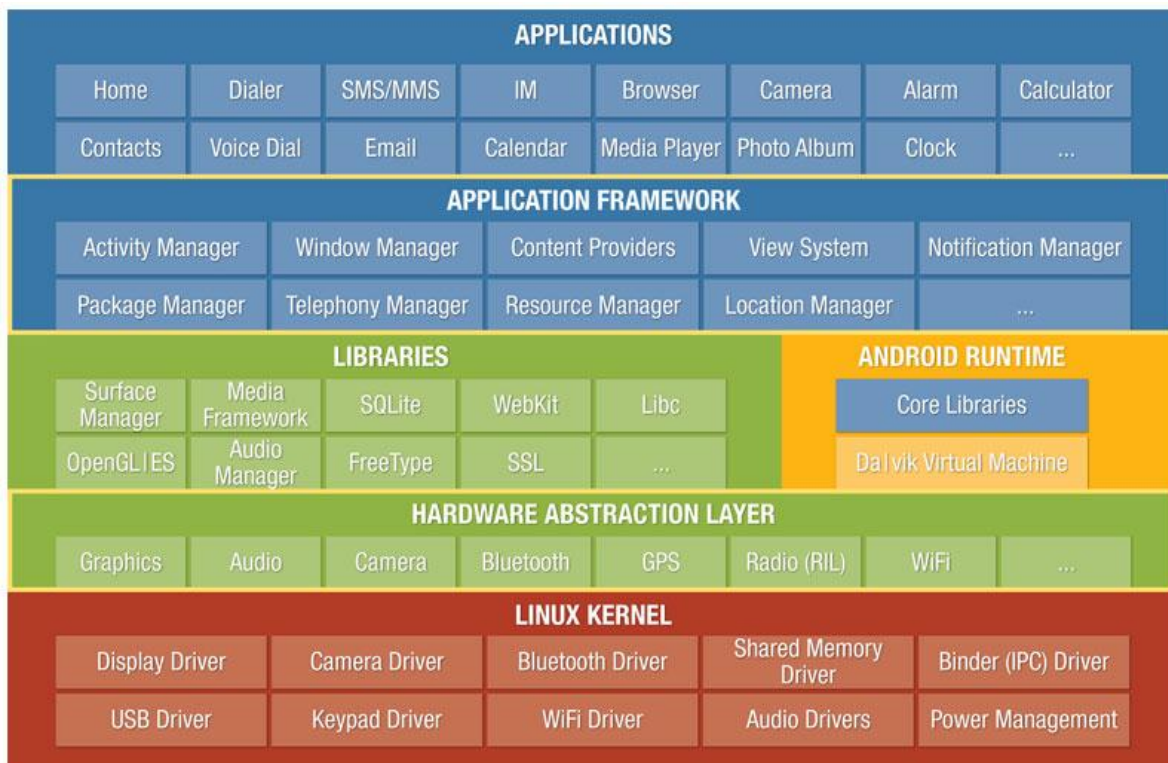 APPLICATIONS
Home Dialer SMS/MMS IM Browser Camera Alarm Calculator
Contacts Voice Dial Email Calendar Media Player Photo Album Clock ...
APPLICATION FRAMEWORK
Activity Manager Window Manager Content Providers View System Notification Manager
Package Manager Telephony Manager Resource Manager Location Manager ...
LIBRARIES
Surface Manager Media Framework SQLite WebKit Libc
OpenGL|ES Audio Manager FreeType SSL ...
ANDROID RUNTIME
Core Libraries
Da|vik Virtual Machine
HARDWARE ABSTRACTION LAYER
Graphics Audio Camera Bluetooth GPS Radio (RIL) WiFi ...
LINUX KERNEL
Display Driver Camera Driver Bluetooth Driver Shared Memory Driver Binder (IPC) Driver
USB Driver Keypad Driver WiFi Driver Audio Drivers Power Management